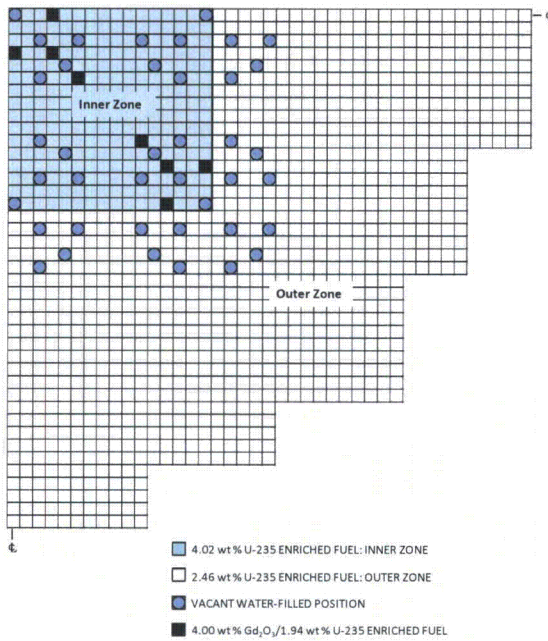 Inner Zone
Outer Zone
℄
4.02 wt% U-235 ENRICHED FUEL: INNER ZONE
2.46 wt% U-235 ENRICHED FUEL: OUTER ZONE
VACANT WATER-FILLED POSITION
4.00 wt% Gd₂O₃/1.94 wt% U-235 ENRICHED FUEL